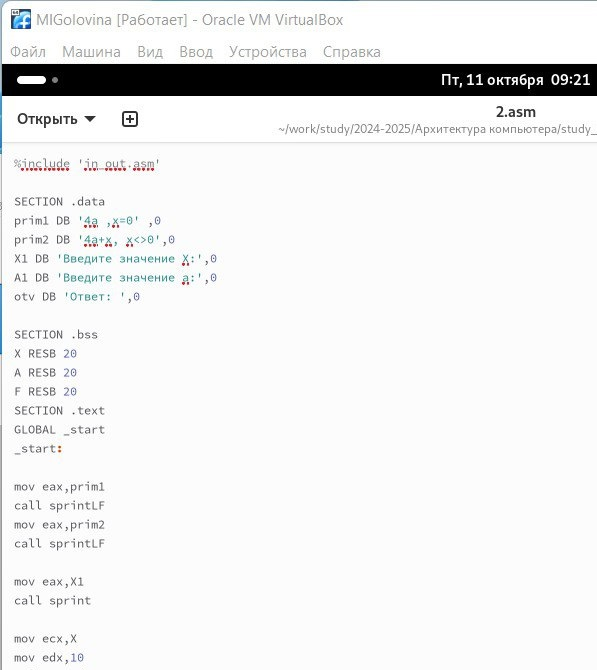 MIGolovina [Работает] - Oracle VM VirtualBox
Файл Машина Вид Ввод Устройства Справка
Пт, 11 октября 09:21
Открыть
2.asm
~/work/study/2024-2025/Архитектура компьютера/study_
%include 'in_out.asm'
SECTION .data
prim1 DB '4a ,x=0' ,0
prim2 DB '4a+x, x<>0',0
X1 DB 'Введите значение X:',0
A1 DB 'Введите значение a:',0
otv DB 'Ответ: ',0
SECTION .bss
X RESB 20
A RESB 20
F RESB 20
SECTION .text
GLOBAL _start
_start:
mov eax,prim1
call sprintLF
mov eax,prim2
call sprintLF
mov eax,X1
call sprint
mov ecx,X
mov edx,10